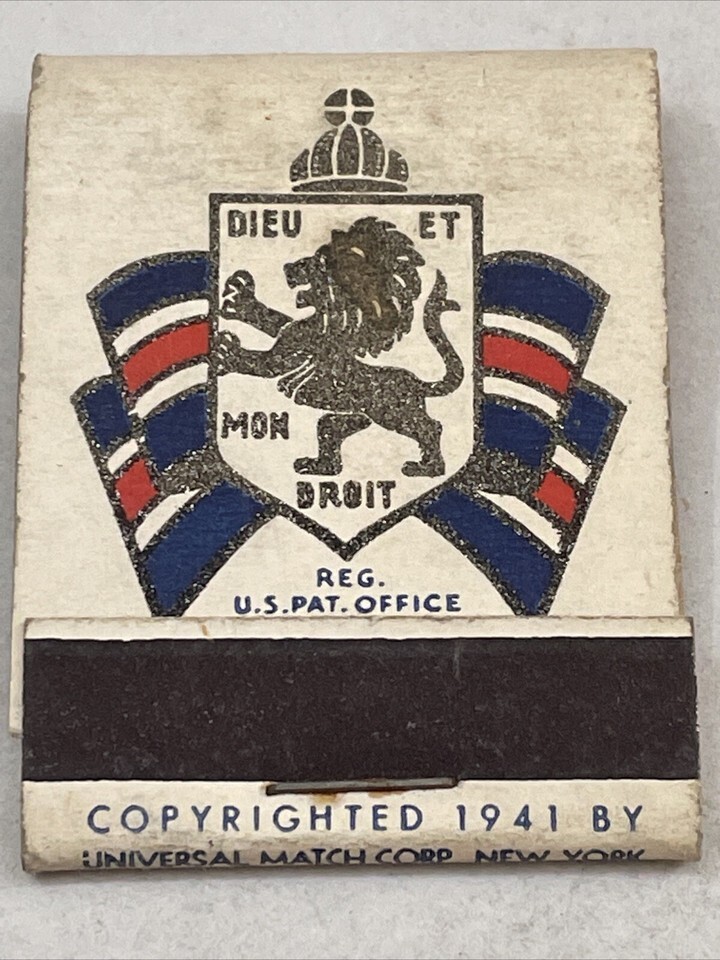 DIEU ET
MON
DROIT
REG.
U.S.PAT.OFFICE
COPYRIGHTED 1941 BY
UNIVERSAL MATCH CORP. NEW YORK